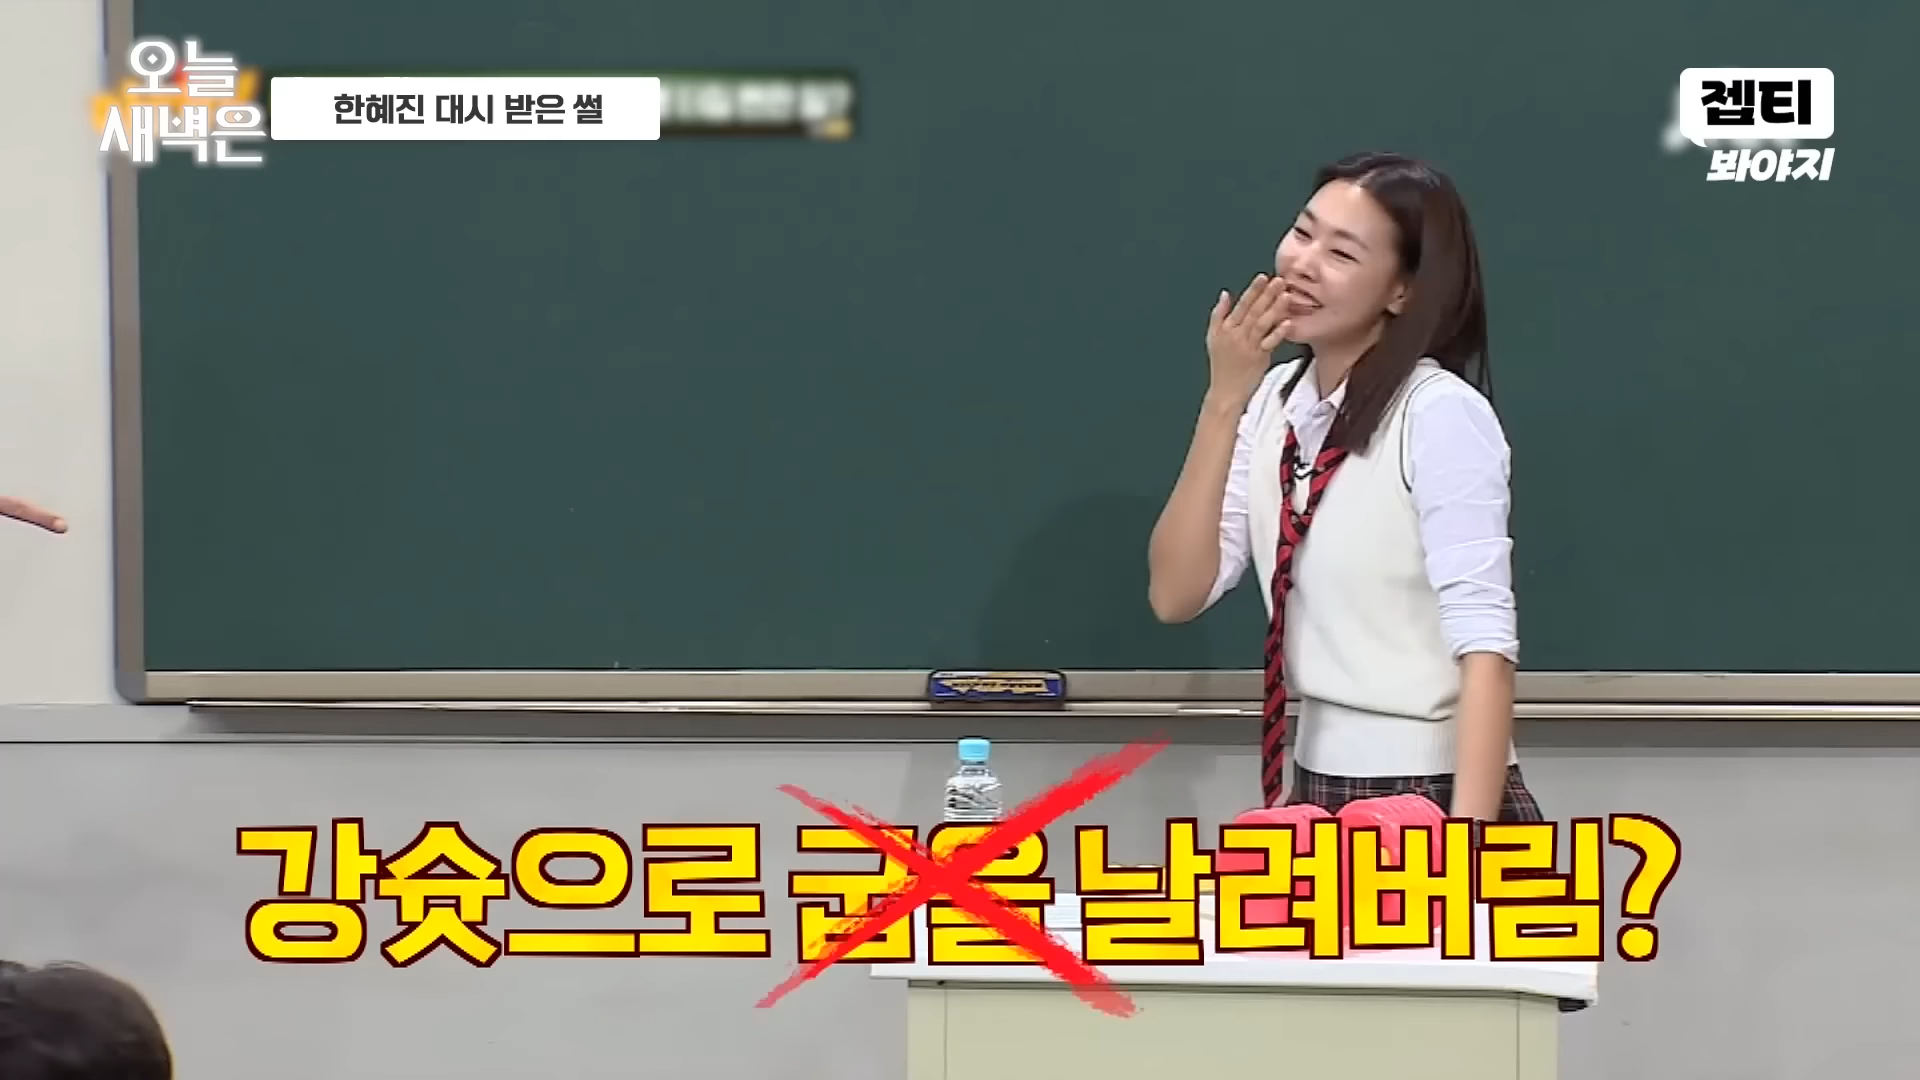 오늘
새벽은
한혜진 대시 받은 썰
젭티
봐야지
강슛으로 굽을 날려버림?